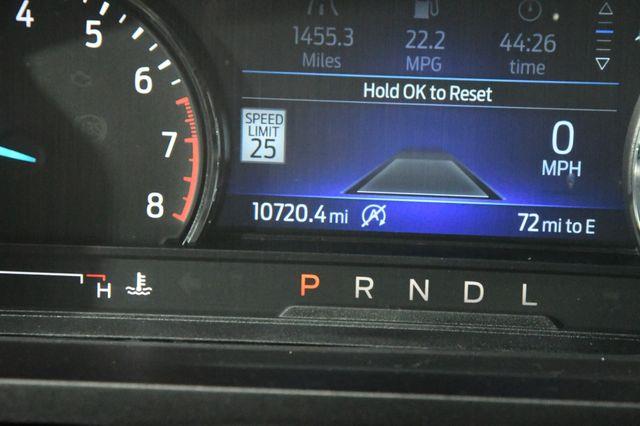 4
5
6
7
8
1455.3
Miles
22.2
MPG
44:26
time
Hold OK to Reset
SPEED
LIMIT
25
0
MPH
10720.4 mi
A
72 mi to E
H
P R N D L